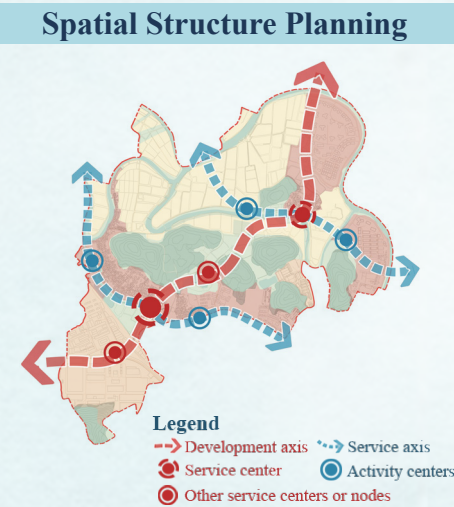 Spatial Structure Planning
Legend
Development axis
Service axis
Service center
Activity centers
Other service centers or nodes